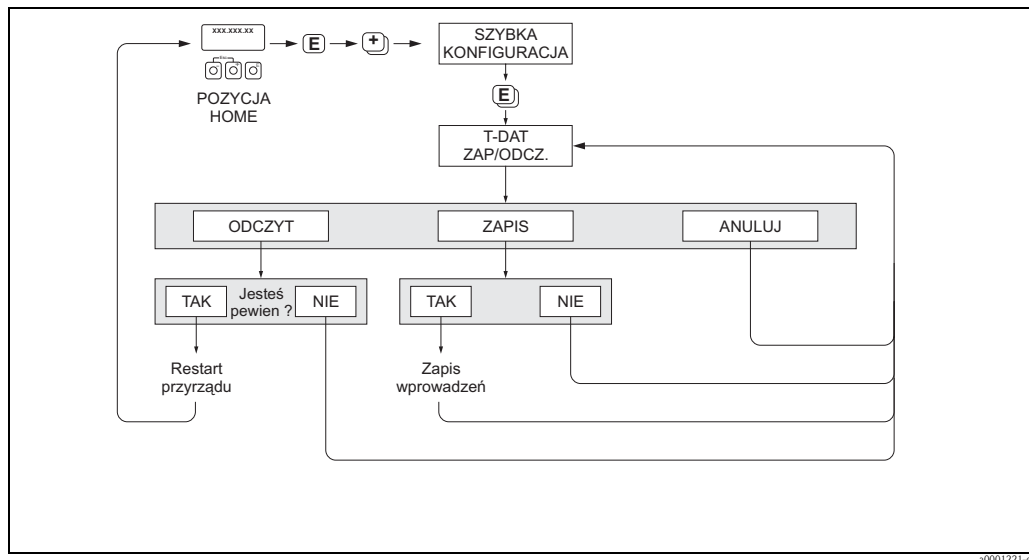 xxx.xxx.xx
Esc
E
+
SZYBKA
KONFIGURACJA
POZYCJA
HOME
E
T-DAT
ZAP/ODCZ.
ODCZYT
ZAPIS
ANULUJ
TAK
Jesteś
pewien ?
NIE
TAK
NIE
Restart
przyrządu
Zapis
wprowadzeń